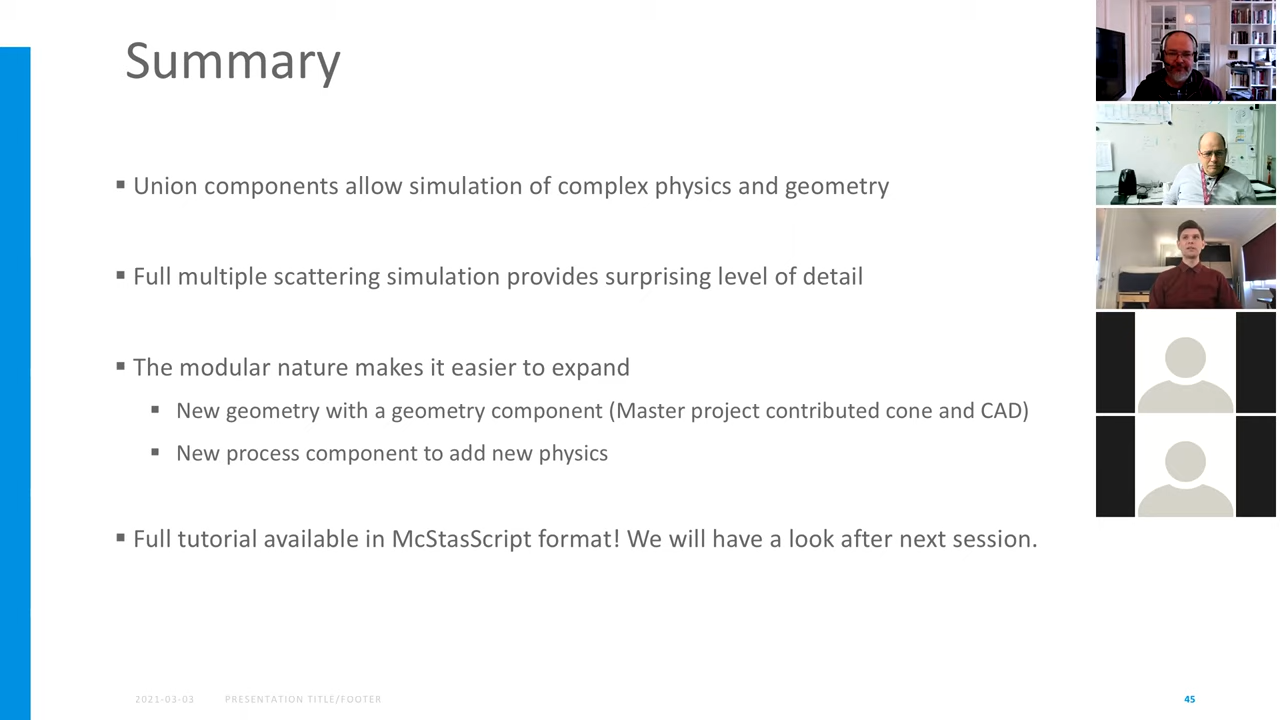 Summary
▪ Union components allow simulation of complex physics and geometry
▪ Full multiple scattering simulation provides surprising level of detail
▪ The modular nature makes it easier to expand
▪ New geometry with a geometry component (Master project contributed cone and CAD)
▪ New process component to add new physics
▪ Full tutorial available in McStasScript format! We will have a look after next session.
2021-03-03 PRESENTATION TITLE/FOOTER 45